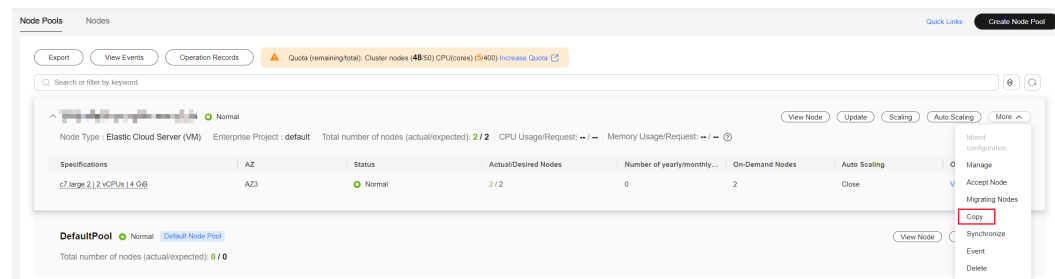 Node Pools Nodes Quick Links Create Node Pool
Export View Events Operation Records Quota (remaining/total): Cluster nodes (48/50) CPU(cores) (5/400) Increase Quota
Search or filter by keyword.
Normal View Node Update Scaling Auto Scaling More
Node Type : Elastic Cloud Server (VM) Enterprise Project : default Total number of nodes (actual/expected): 2 / 2 CPU Usage/Request: -- / -- Memory Usage/Request: -- / --
Mixed
configuration
Specifications AZ Status Actual/Desired Nodes Number of yearly/monthly... On-Demand Nodes Auto Scaling O
Manage
c7.large.2 | 2 vCPUs | 4 GiB AZ3 Normal 2 / 2 0 2 Close V
Accept Node
Migrating Nodes
Copy
DefaultPool Normal Default Node Pool View Node
Synchronize
Total number of nodes (actual/expected): 0 / 0
Event
Delete